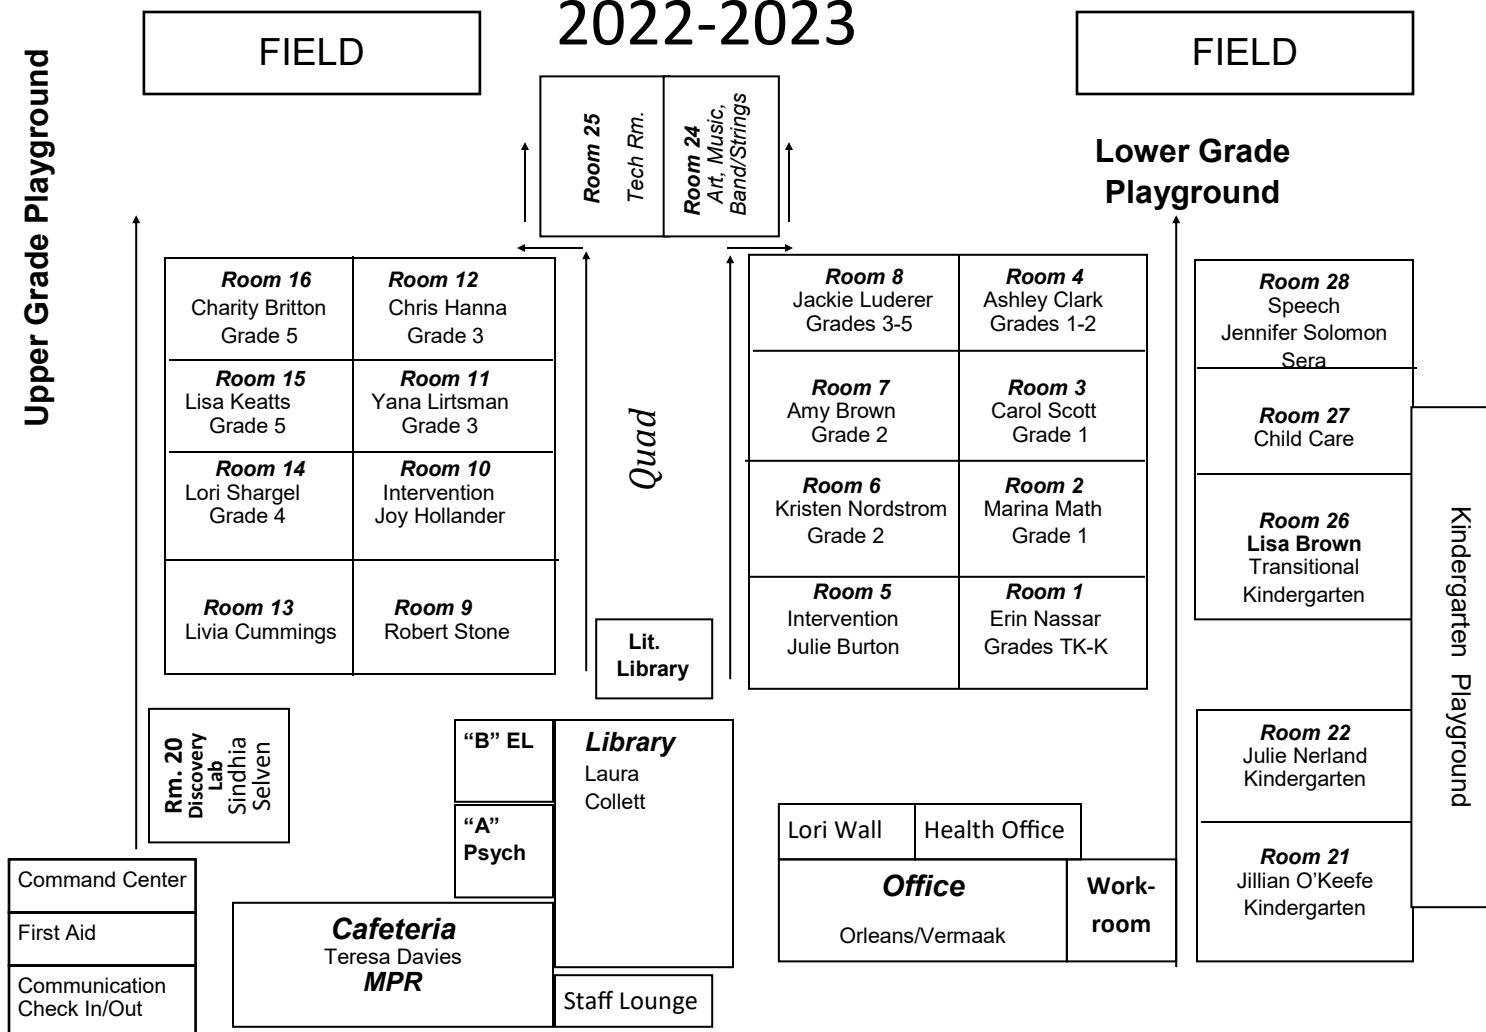 2022-2023
FIELD
FIELD
Upper Grade Playground
Room 25
Tech Rm.
Room 24
Art, Music,
Band/Strings
Lower Grade
Playground
Room 16
Charity Britton
Grade 5
Room 12
Chris Hanna
Grade 3
Room 15
Lisa Keatts
Grade 5
Room 11
Yana Lirtsman
Grade 3
Room 14
Lori Shargel
Grade 4
Room 10
Intervention
Joy Hollander
Room 13
Livia Cummings
Room 9
Robert Stone
Quad
Lit.
Library
Room 8
Jackie Luderer
Grades 3-5
Room 4
Ashley Clark
Grades 1-2
Room 7
Amy Brown
Grade 2
Room 3
Carol Scott
Grade 1
Room 6
Kristen Nordstrom
Grade 2
Room 2
Marina Math
Grade 1
Room 5
Intervention
Julie Burton
Room 1
Erin Nassar
Grades TK-K
Room 28
Speech
Jennifer Solomon
Sera
Room 27
Child Care
Room 26
Lisa Brown
Transitional
Kindergarten
Kindergarten Playground
Room 22
Julie Nerland
Kindergarten
Room 21
Jillian O’Keefe
Kindergarten
Rm. 20
Discovery
Lab
Sindhia
Selven
“B” EL
“A”
Psych
Library
Laura
Collett
Lori Wall
Health Office
Office
Orleans/Vermaak
Work-
room
Command Center
First Aid
Communication
Check In/Out
Cafeteria
Teresa Davies
MPR
Staff Lounge